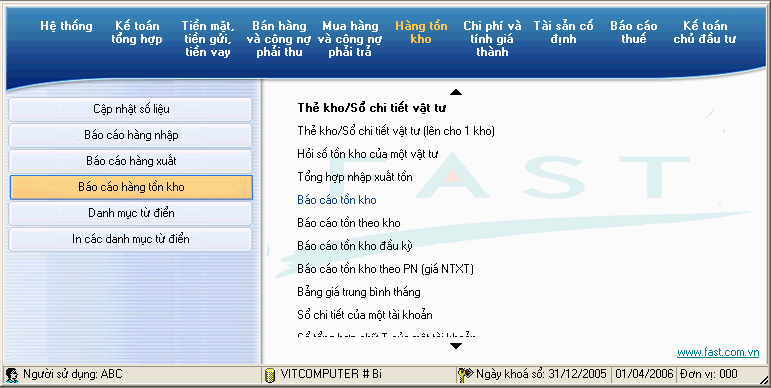 Hệ thống
Kế toán
tổng hợp
Tiền mặt,
tiền gửi,
tiền vay
Bán hàng
và công nợ
phải thu
Mua hàng
và công nợ
phải trả
Hàng tồn
kho
Chi phí và
tính giá
thành
Tài sản cố
định
Báo cáo
thuế
Kế toán
chủ đầu tư
Cập nhật số liệu
Báo cáo hàng nhập
Báo cáo hàng xuất
Báo cáo hàng tồn kho
Danh mục từ điển
In các danh mục từ điển
Thẻ kho/Sổ chi tiết vật tư
Thẻ kho/Sổ chi tiết vật tư (lên cho 1 kho)
Hỏi số tồn kho của một vật tư
Tổng hợp nhập xuất tồn
Báo cáo tồn kho
Báo cáo tồn theo kho
Báo cáo tồn kho đầu kỳ
Báo cáo tồn kho theo PN (giá NTXT)
Bảng giá trung bình tháng
Sổ chi tiết của một tài khoản
Sổ tổng hợp chữ T của một tài khoản
FAST
www.fast.com.vn
Người sử dụng: ABC
VITCOMPUTER # Bi
Ngày khoá sổ: 31/12/2005
01/04/2006
Đơn vị: 000